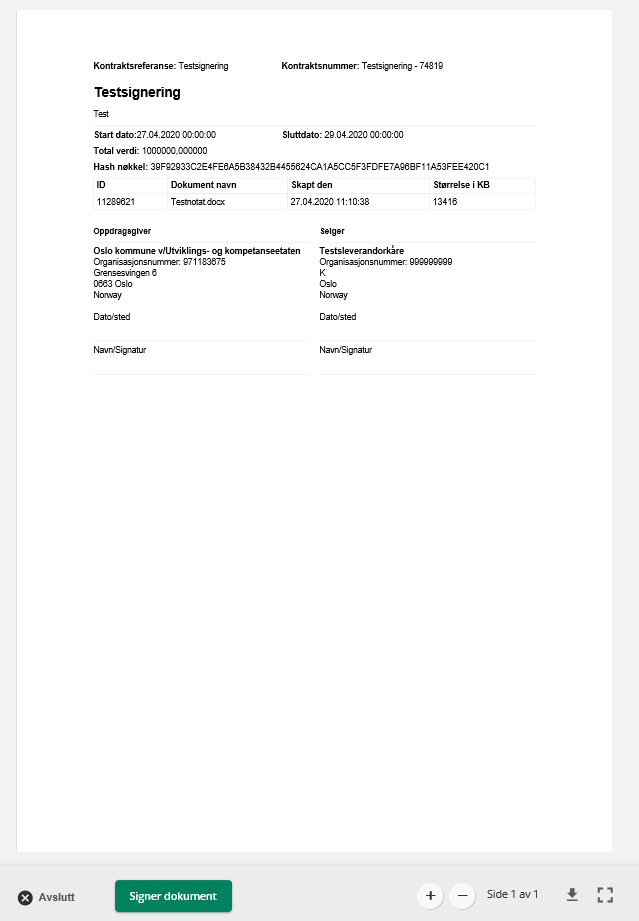 Kontraktsreferanse: Testsignering Kontraktsnummer: Testsignering - 74819
Testsignering
Test
Start dato:27.04.2020 00:00:00 Sluttdato: 29.04.2020 00:00:00
Total verdi: 1000000,000000
Hash nøkkel: 39F92933C2E4FE6A5B38432B4455624CA1A5CC5F3FDFE7A96BF11A53FEE420C1
ID Dokument navn Skapt den Størrelse i KB
11289621 Testnotat.docx 27.04.2020 11:10:38 13416
Oppdragsgiver Selger
Oslo kommune v/Utviklings- og kompetanseetaten Testsleverandorkåre
Organisasjonsnummer: 971183675 Organisasjonsnummer: 999999999
Grensesvingen 6 K
0663 Oslo Oslo
Norway Norway
Dato/sted Dato/sted
Navn/Signatur Navn/Signatur
Avslutt Signer dokument Side 1 av 1